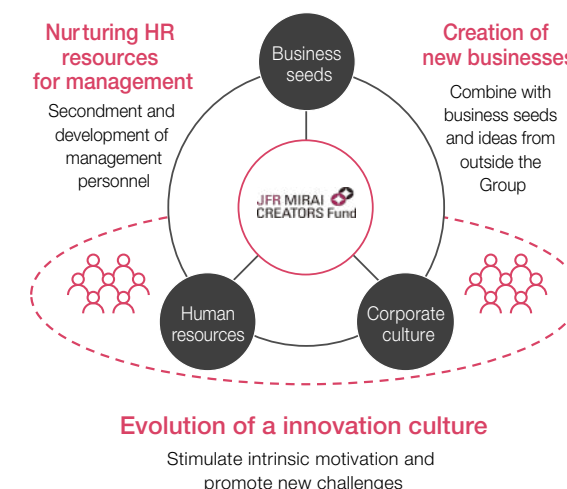 Nurturing HR
resources
for management
Secondment and
development of
management
personnel
Business
seeds
Creation of
new businesses
Combine with
business seeds
and ideas from
outside the
Group
JFR MIRAI
CREATORS Fund
Human
resources
Corporate
culture
Evolution of a innovation culture
Stimulate intrinsic motivation and
promote new challenges